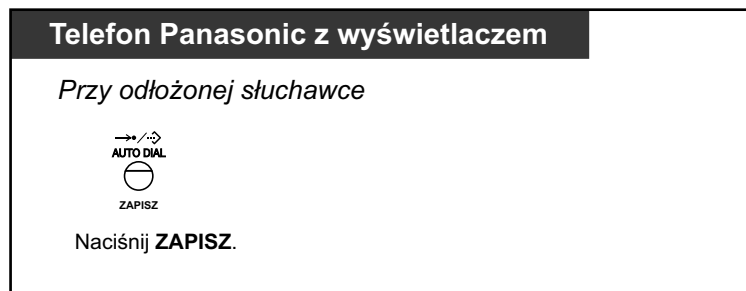 Telefon Panasonic z wyświetlaczem
Przy odłożonej słuchawce
AUTO DIAL
ZAPISZ
Naciśnij ZAPISZ.